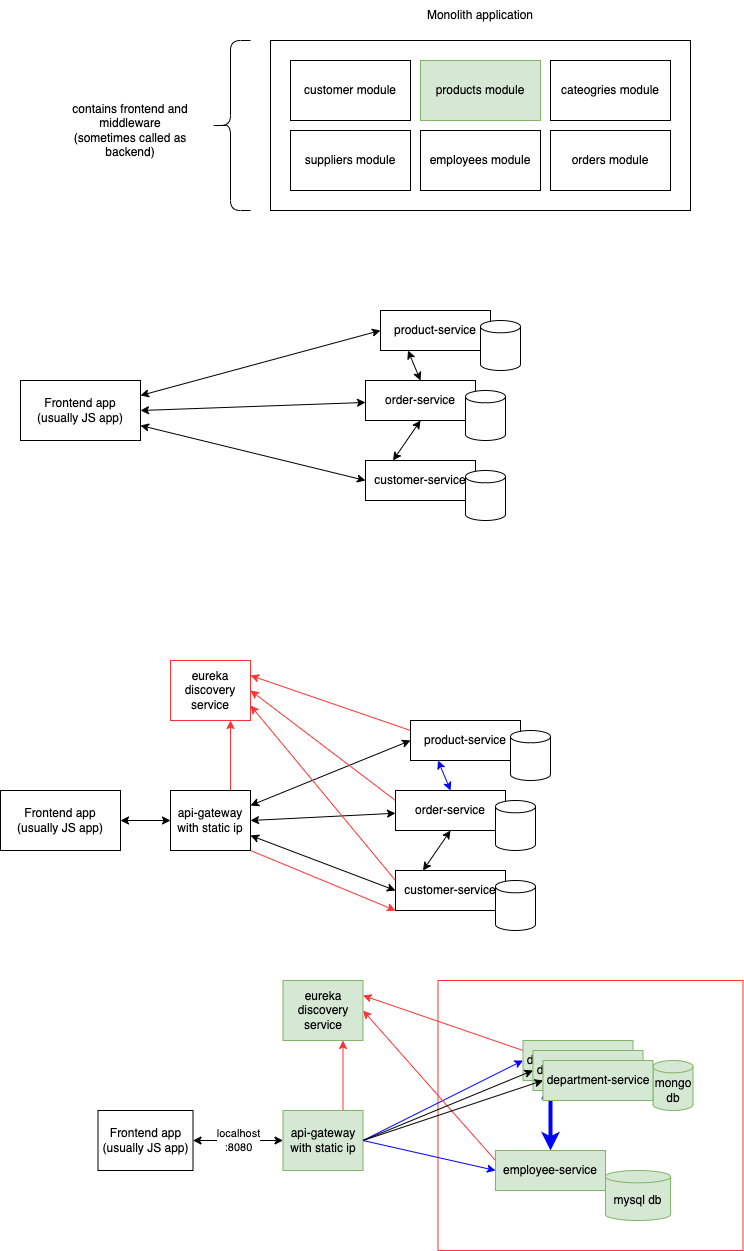 Monolith application
contains frontend and
middleware
(sometimes called as
backend)
customer module
products module
cateogries module
suppliers module
employees module
orders module
Frontend app
(usually JS app)
product-service
order-service
customer-service
eureka
discovery
service
Frontend app
(usually JS app)
api-gateway
with static ip
product-service
order-service
customer-service
eureka
discovery
service
Frontend app
(usually JS app)
localhost
:8080
api-gateway
with static ip
d
d
department-service
mongo
db
employee-service
mysql db